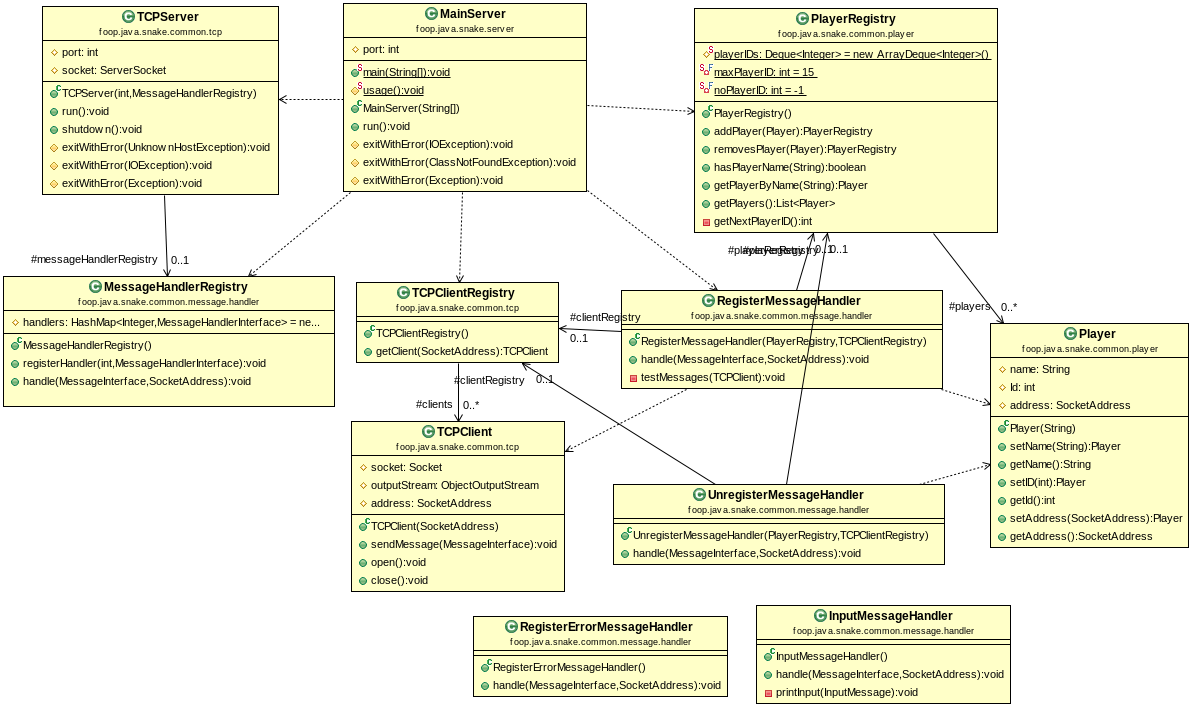 TCPServer
foop.java.snake.common.tcp
port: int
socket: ServerSocket
TCPServer(int,MessageHandlerRegistry)
run():void
shutdown():void
exitWithError(UnknownHostException):void
exitWithError(IOException):void
exitWithError(Exception):void
MainServer
foop.java.snake.server
port: int
main(String[]):void
usage():void
MainServer(String[])
run():void
exitWithError(IOException):void
exitWithError(ClassNotFoundException):void
exitWithError(Exception):void
PlayerRegistry
foop.java.snake.common.player
playerIDs: Deque<Integer> = new ArrayDeque<Integer>()
maxPlayerID: int = 15
noPlayerID: int = -1
PlayerRegistry()
addPlayer(Player):PlayerRegistry
removesPlayer(Player):PlayerRegistry
hasPlayerName(String):boolean
getPlayerByName(String):Player
getPlayers():List<Player>
getNextPlayerID():int
#messageHandlerRegistry 0..1
#playerRegistry 0..1
#playerRegistry 0..1
#players 0..*
MessageHandlerRegistry
foop.java.snake.common.message.handler
handlers: HashMap<Integer,MessageHandlerInterface> = ne...
MessageHandlerRegistry()
registerHandler(int,MessageHandlerInterface):void
handle(MessageInterface,SocketAddress):void
TCPClientRegistry
foop.java.snake.common.tcp
TCPClientRegistry()
getClient(SocketAddress):TCPClient
#clientRegistry
0..1
RegisterMessageHandler
foop.java.snake.common.message.handler
RegisterMessageHandler(PlayerRegistry,TCPClientRegistry)
handle(MessageInterface,SocketAddress):void
testMessages(TCPClient):void
Player
foop.java.snake.common.player
name: String
Id: int
address: SocketAddress
Player(String)
setName(String):Player
getName():String
setID(int):Player
getId():int
setAddress(SocketAddress):Player
getAddress():SocketAddress
#clientRegistry 0..1
#clients 0..*
TCPClient
foop.java.snake.common.tcp
socket: Socket
outputStream: ObjectOutputStream
address: SocketAddress
TCPClient(SocketAddress)
sendMessage(MessageInterface):void
open():void
close():void
UnregisterMessageHandler
foop.java.snake.common.message.handler
UnregisterMessageHandler(PlayerRegistry,TCPClientRegistry)
handle(MessageInterface,SocketAddress):void
RegisterErrorMessageHandler
foop.java.snake.common.message.handler
RegisterErrorMessageHandler()
handle(MessageInterface,SocketAddress):void
InputMessageHandler
foop.java.snake.common.message.handler
InputMessageHandler()
handle(MessageInterface,SocketAddress):void
printInput(InputMessage):void